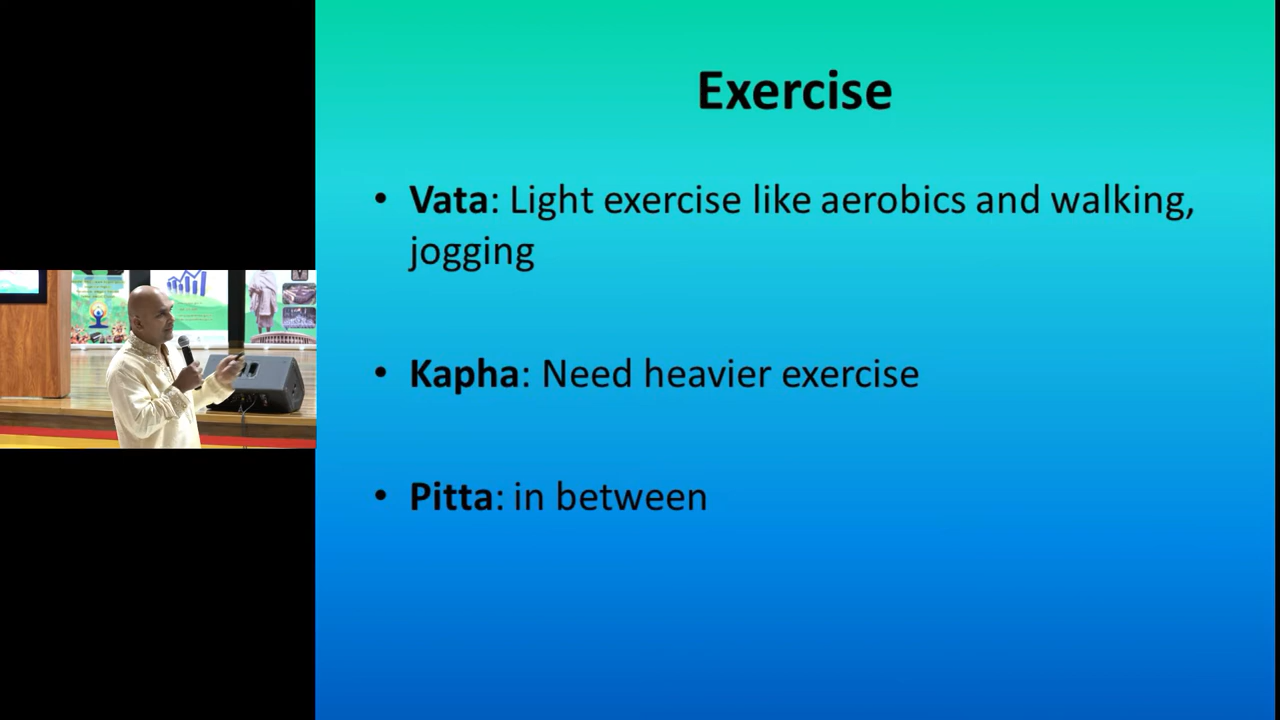 Exercise
• Vata: Light exercise like aerobics and walking,
jogging
• Kapha: Need heavier exercise
• Pitta: in between